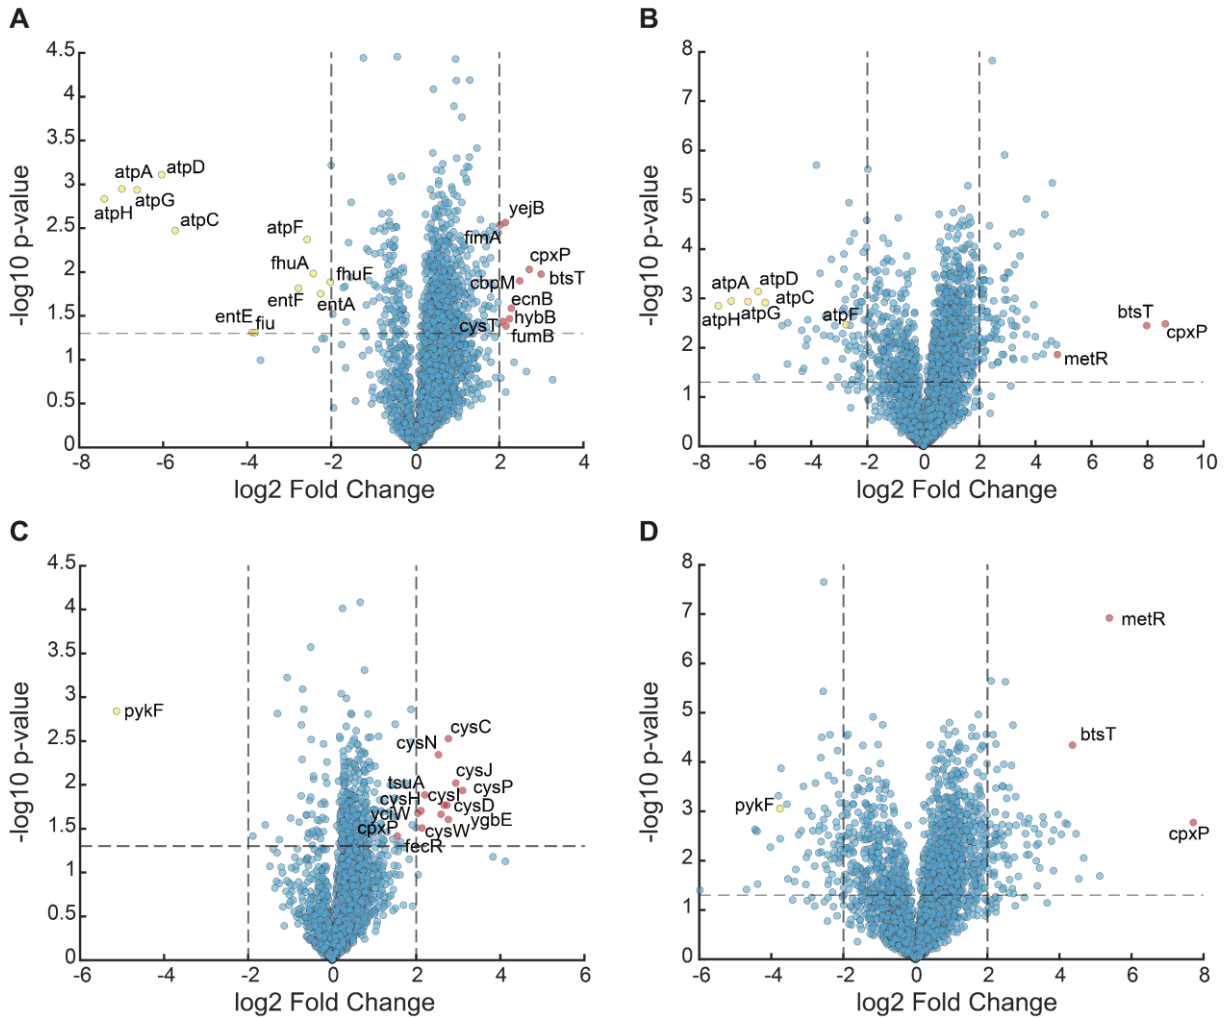 A
4.5
4
3.5
3
2.5
2
1.5
1
0.5
0
-8
-6
-4
-2
0
2
4
-log10 p-value
log2 Fold Change
atpA
atpD
atpH
atpG
atpC
atpF
fhuA
fhuF
entF
entA
entE
fiu
yejB
fimA
cpxP
cbpM
btsT
ecnB
hybB
cysT
fumB
B
8
7
6
5
4
3
2
1
0
-8
-6
-4
-2
0
2
4
6
8
10
-log10 p-value
log2 Fold Change
atpA
atpD
atpH
atpG
atpC
atpF
btsT
cpxP
metR
C
4.5
4
3.5
3
2.5
2
1.5
1
0.5
0
-6
-4
-2
0
2
4
6
-log10 p-value
log2 Fold Change
pykF
cysC
cysN
cysJ
tsuA
cysP
cysH
cysI
cysD
yciW
ygbE
cpxP
cysW
fecR
D
8
7
6
5
4
3
2
1
0
-6
-4
-2
0
2
4
6
8
-log10 p-value
log2 Fold Change
metR
btsT
pykF
cpxP